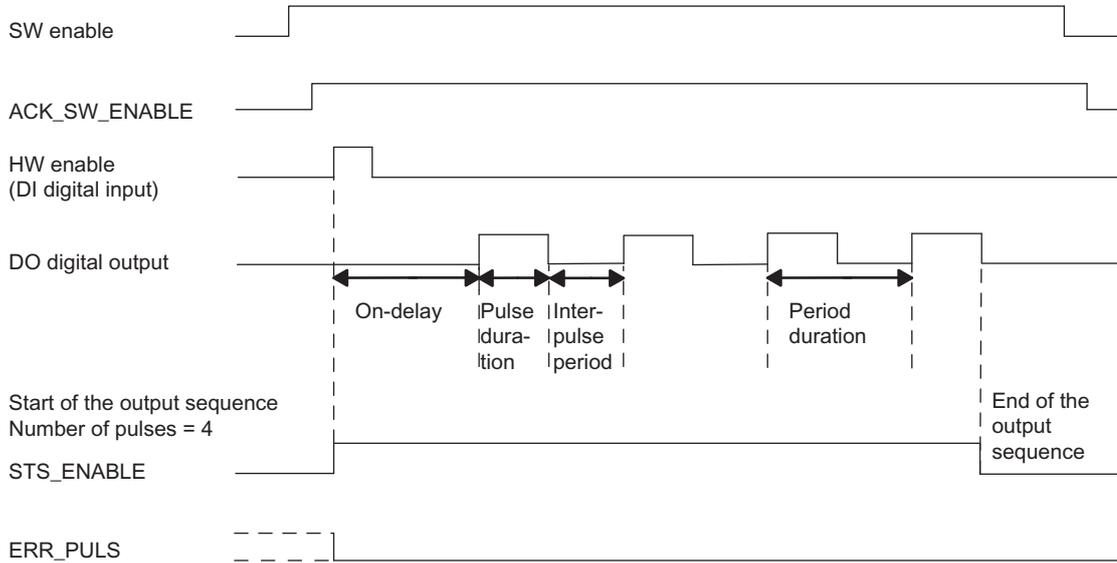 SW enable
ACK_SW_ENABLE
HW enable
(DI digital input)
DO digital output
On-delay
Pulse
dura-
tion
Inter-
pulse
period
Period
duration
Start of the output sequence
Number of pulses = 4
End of the
output
sequence
STS_ENABLE
ERR_PULS